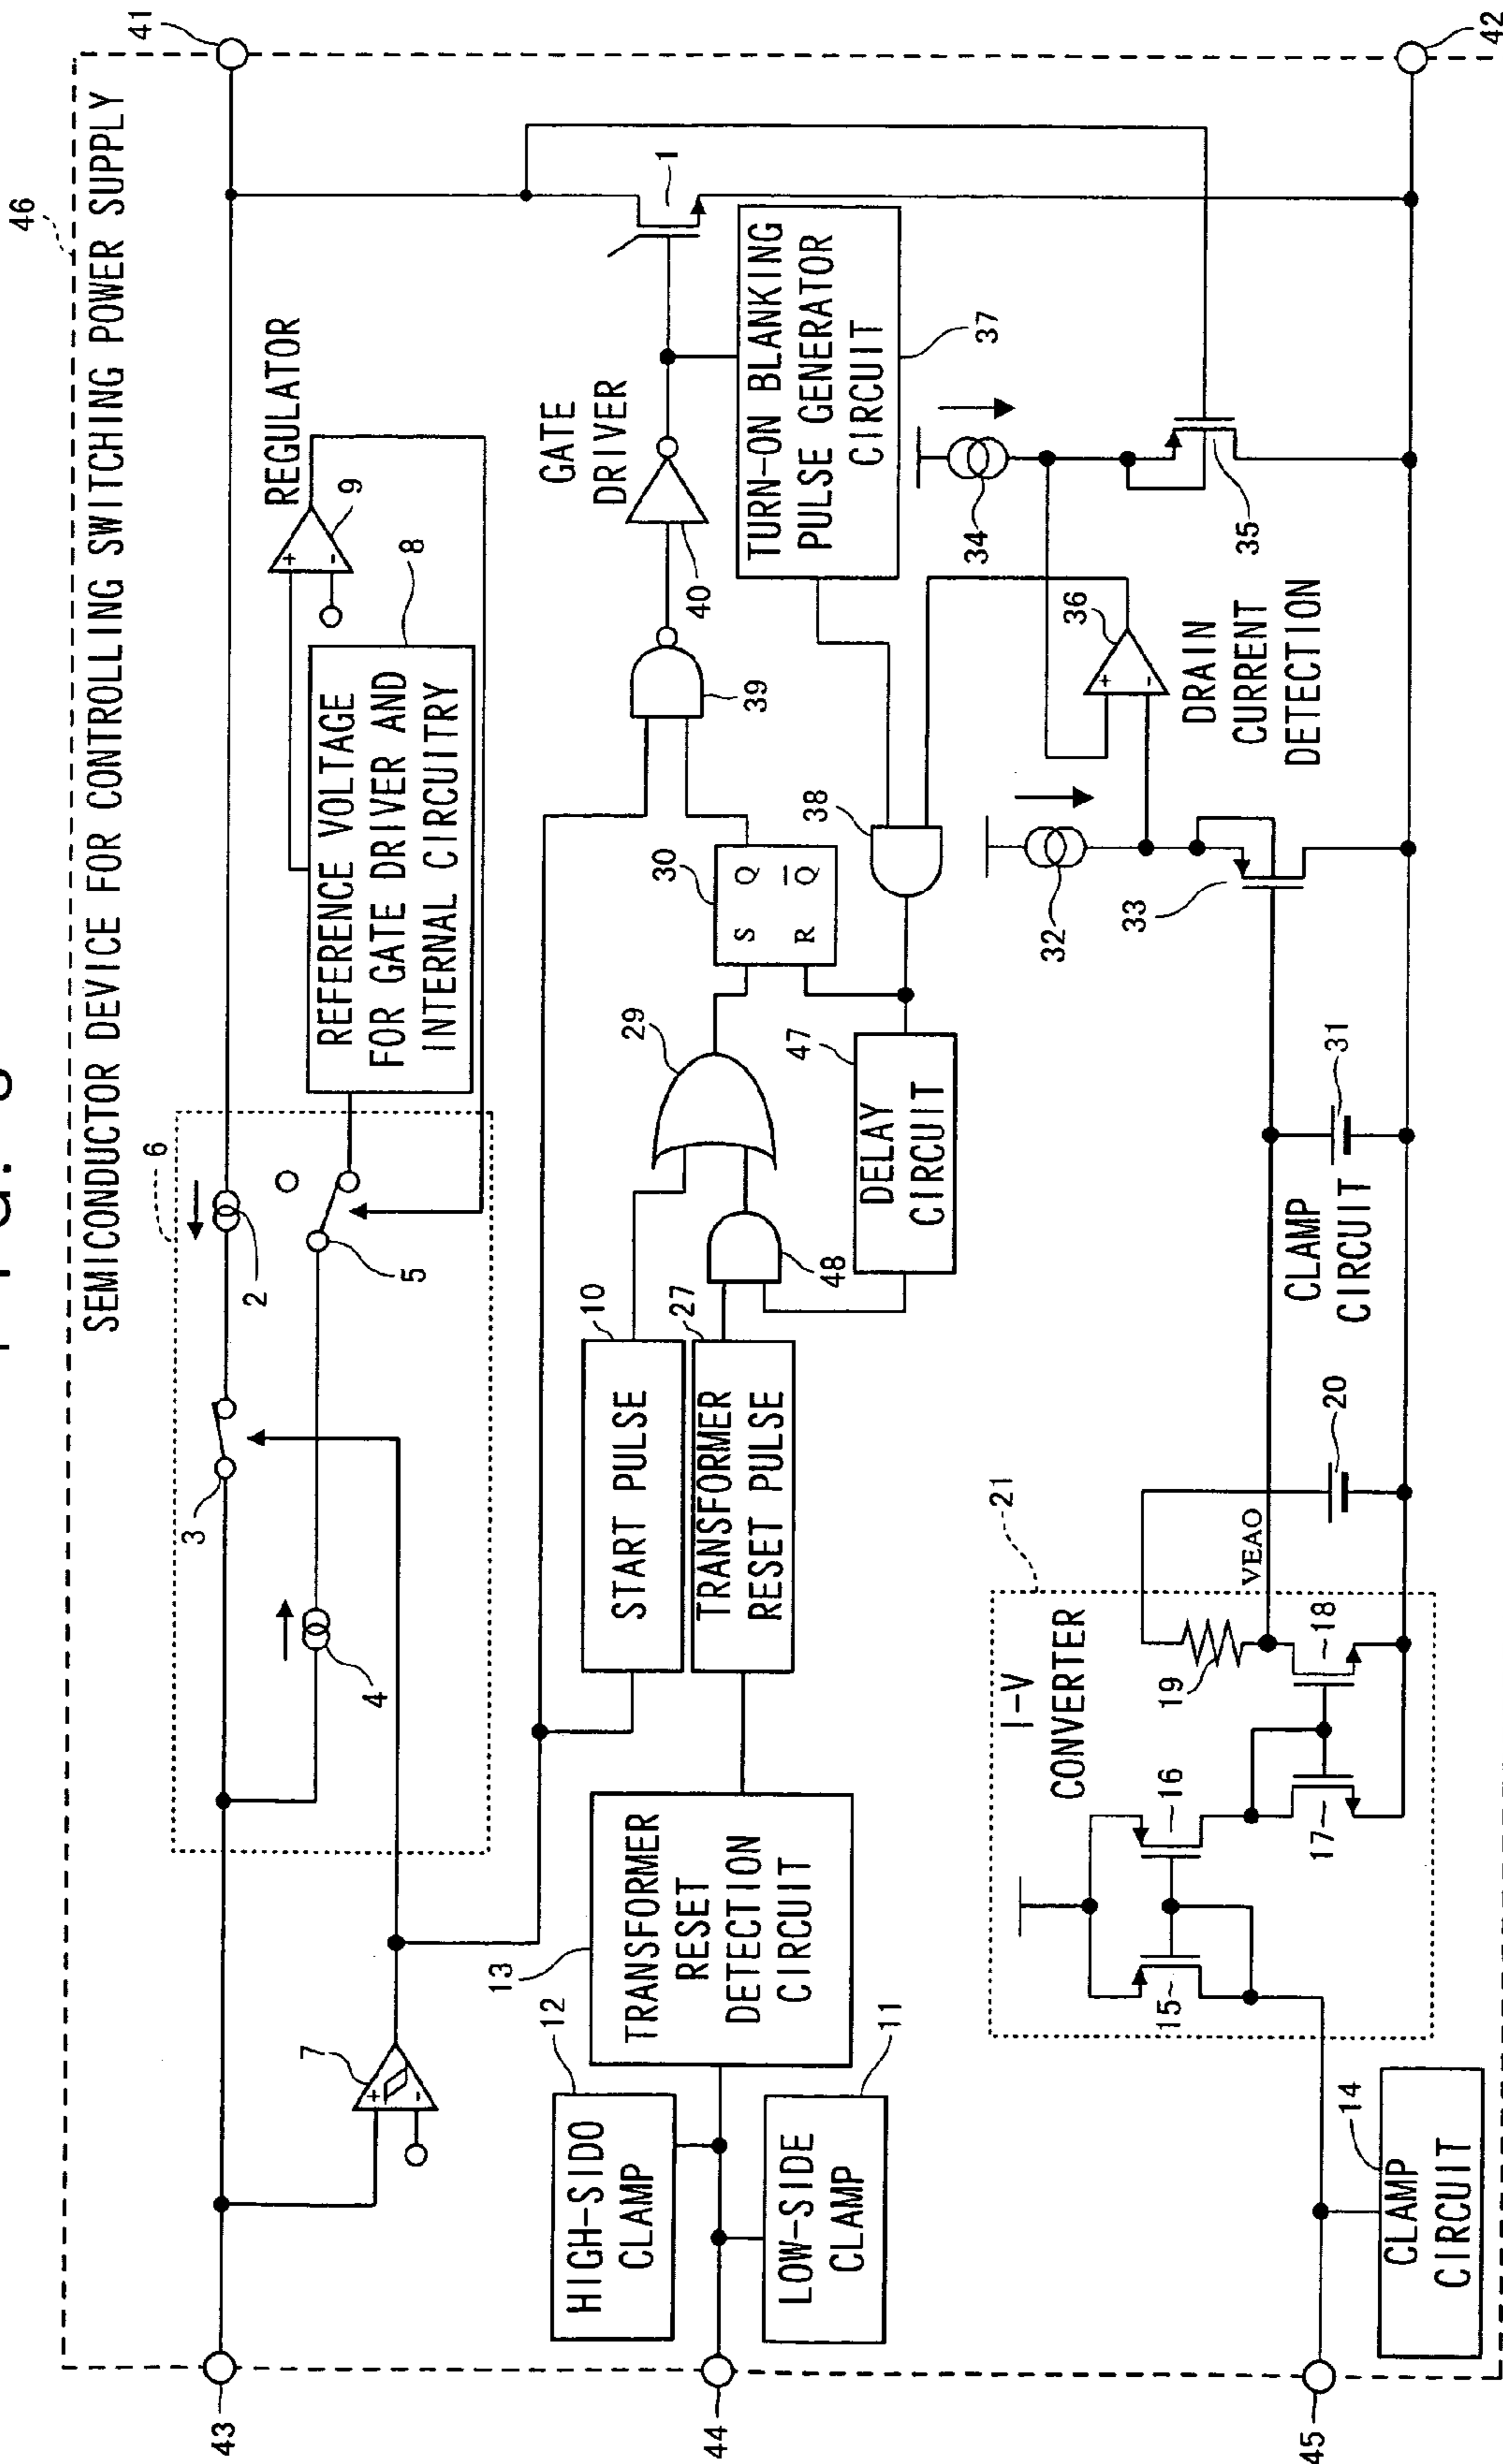 46
SEMICONDUCTOR DEVICE FOR CONTROLLING SWITCHING POWER SUPPLY
41
42
43
44
45
6
3
2
4
5
REGULATOR
9
+
-
8
REFERENCE VOLTAGE
FOR GATE DRIVER AND
INTERNAL CIRCUITRY
7
+
-
GATE
DRIVER
40
1
39
TURN-ON BLANKING
PULSE GENERATOR
CIRCUIT
37
10
START PULSE
27
TRANSFORMER
RESET PULSE
29
30
S Q
R Q
48
47
DELAY
CIRCUIT
38
13
TRANSFORMER
RESET
DETECTION
CIRCUIT
12
HIGH-SIDO
CLAMP
11
LOW-SIDE
CLAMP
34
35
36
+
-
DRAIN
CURRENT
DETECTION
32
33
I-V
CONVERTER
21
15
16
17
18
19
VEAO
20
CLAMP
CIRCUIT
31
14
CLAMP
CIRCUIT